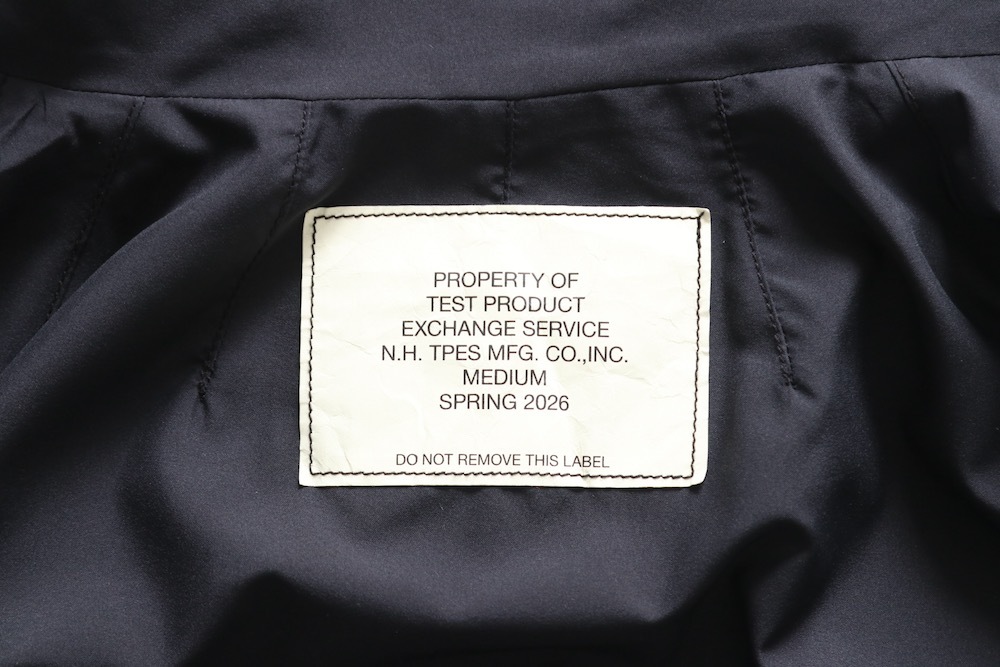 PROPERTY OF
TEST PRODUCT
EXCHANGE SERVICE
N.H. TPES MFG. CO.,INC.
MEDIUM
SPRING 2026
DO NOT REMOVE THIS LABEL